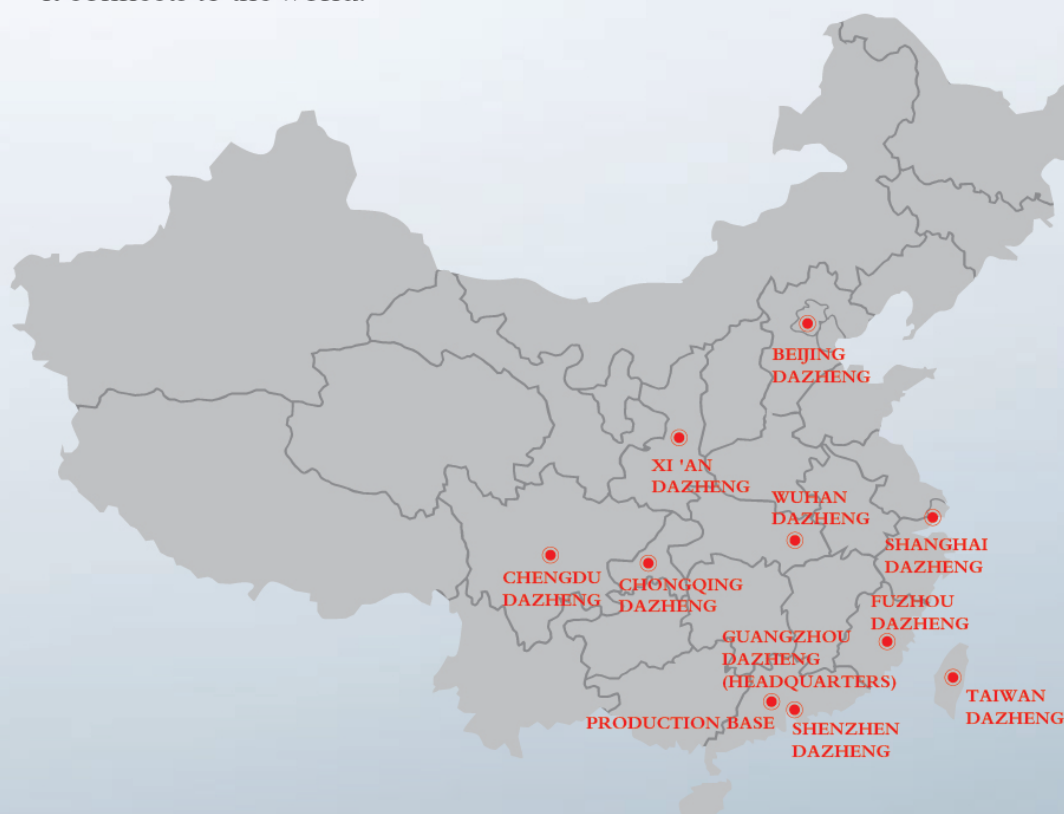 BEIJING
DAZHENG
XI 'AN
DAZHENG
WUHAN
DAZHENG
SHANGHAI
DAZHENG
CHENGDU
DAZHENG
CHONGQING
DAZHENG
FUZHOU
DAZHENG
GUANGZHOU
DAZHENG
(HEADQUARTERS)
TAIWAN
DAZHENG
PRODUCTION BASE
SHENZHEN
DAZHENG